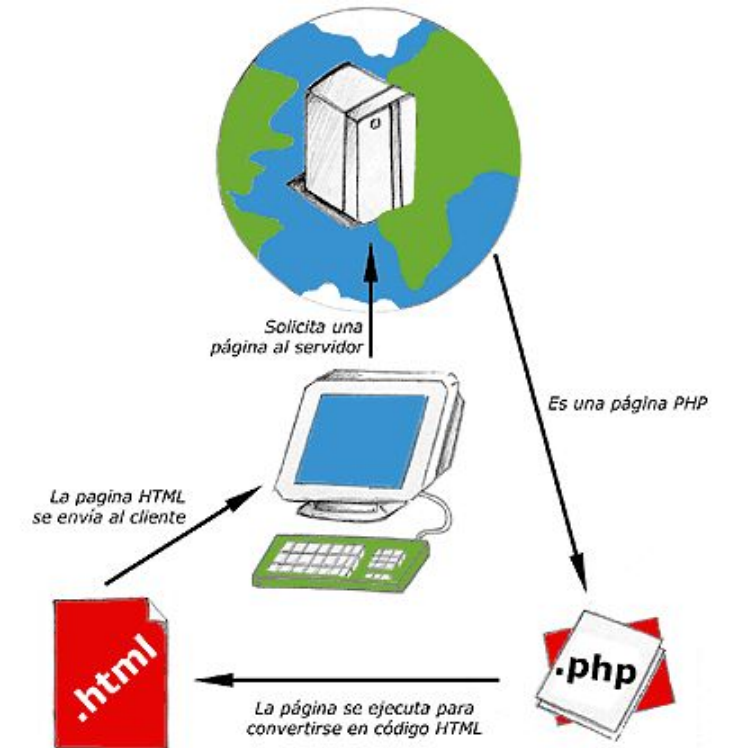 Solicita una
página al servidor
Es una página PHP
La pagina HTML
se envía al cliente
.html
.php
La página se ejecuta para
convertirse en código HTML